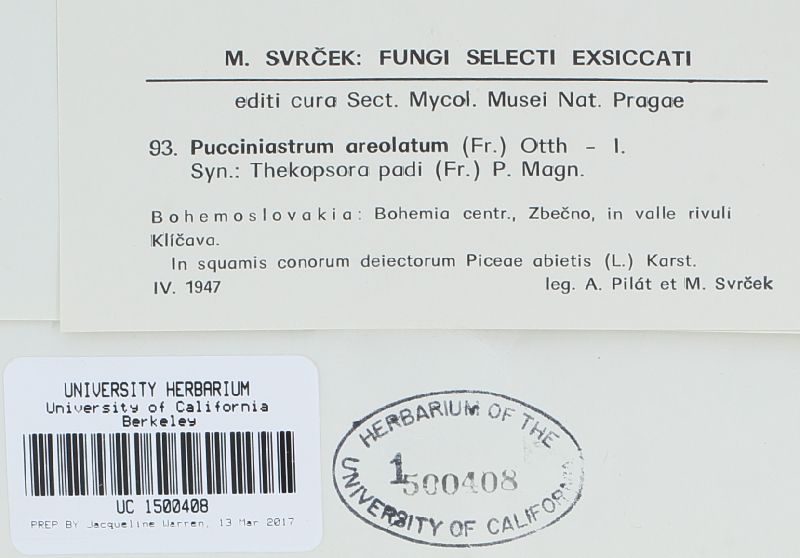 M. SVRČEK: FUNGI SELECTI EXSICCATI
editi cura Sect. Mycol. Musei Nat. Pragae
93. Pucciniastrum areolatum (Fr.) Otth – I.
Syn.: Thekopsora padi (Fr.) P. Magn.
Bohemoslovakia: Bohemia centr., Zbečno, in valle rivuli
Klíčava.
In squamis conorum deiectorum Piceae abietis (L.) Karst.
IV. 1947 leg. A. Pilát et M. Svrček
UNIVERSITY HERBARIUM
University of California
Berkeley
UC 1500408
PREP BY Jacqueline Warren, 13 Mar 2017
HERBARIUM OF THE
1500408
UNIVERSITY OF CALIFORNIA